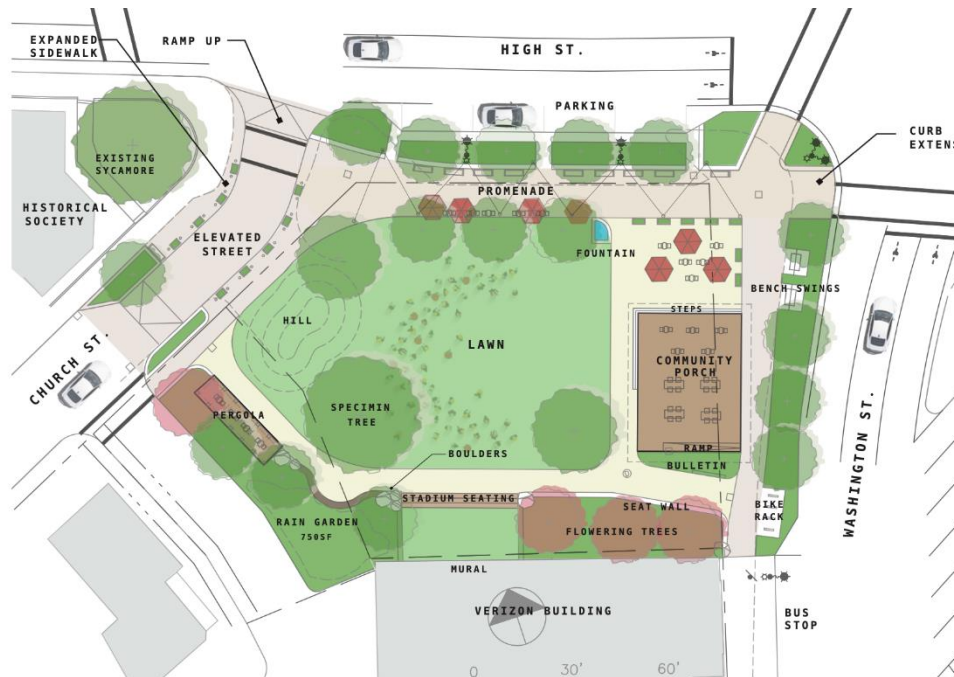 EXPANDED
SIDEWALK
RAMP UP
HIGH ST.
PARKING
CURB
EXTENS
EXISTING
SYCAMORE
HISTORICAL
SOCIETY
PROMENADE
ELEVATED
STREET
FOUNTAIN
BENCH SWINGS
STEPS
HILL
LAWN
COMMUNITY
PORCH
CHURCH ST.
SPECIMIN
TREE
PERGOLA
WASHINGTON ST.
BOULDERS
RAMP
BULLETIN
STADIUM SEATING
SEAT WALL
BIKE
RACK
RAIN GARDEN
750SF
FLOWERING TREES
MURAL
VERIZON BUILDING
BUS
STOP
0 30' 60'